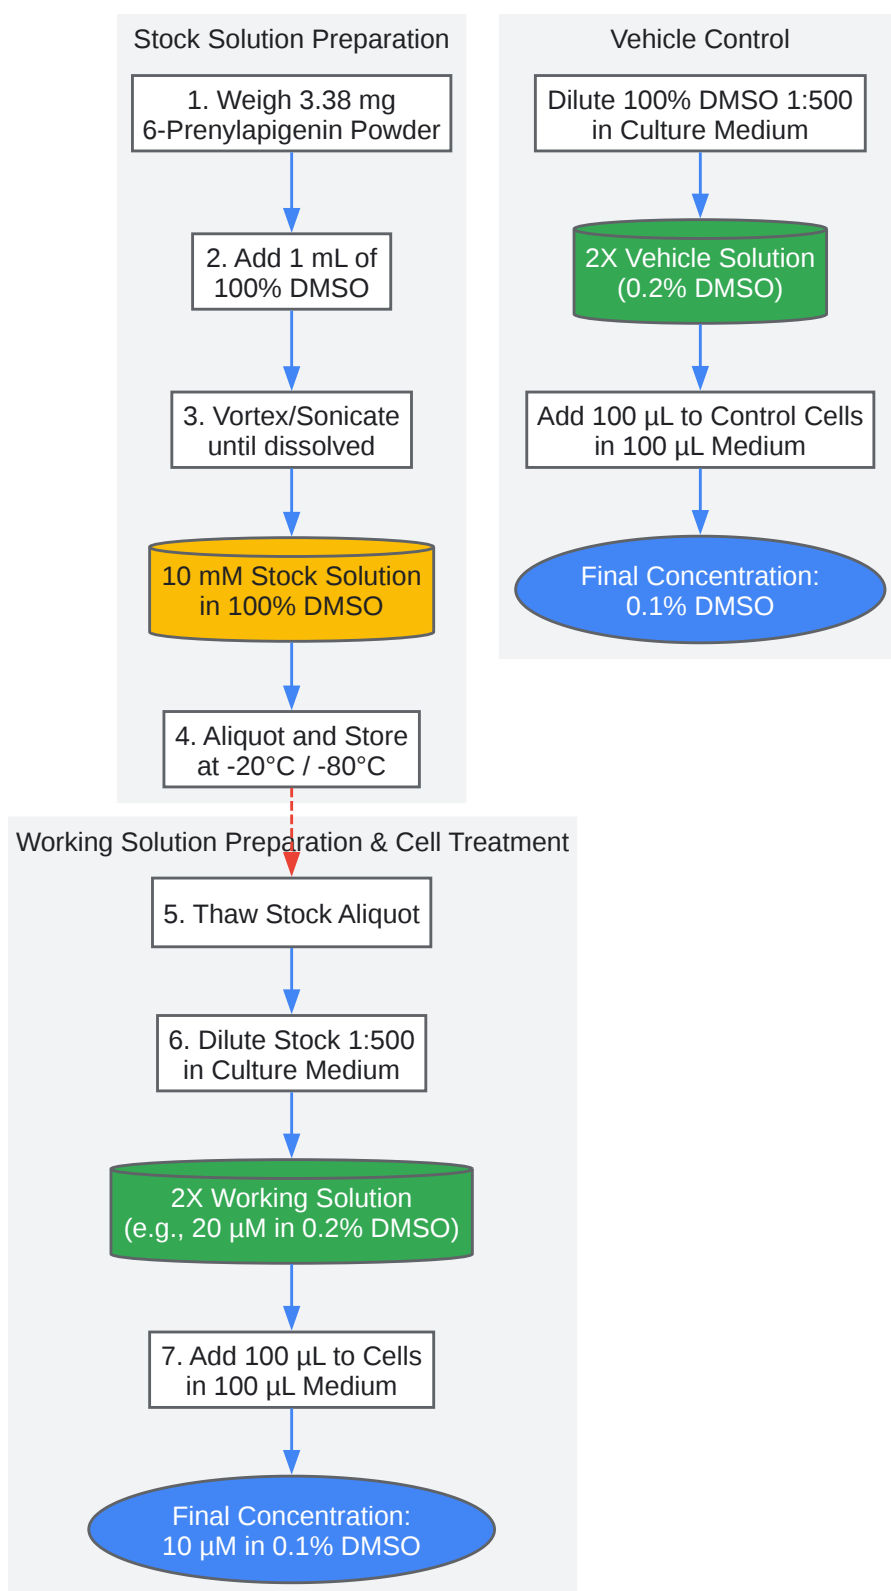 Stock Solution Preparation
1. Weigh 3.38 mg
6-Prenylapigenin Powder
2. Add 1 mL of
100% DMSO
3. Vortex/Sonicate
until dissolved
10 mM Stock Solution
in 100% DMSO
4. Aliquot and Store
at -20°C / -80°C
Vehicle Control
Dilute 100% DMSO 1:500
in Culture Medium
2X Vehicle Solution
(0.2% DMSO)
Add 100 µL to Control Cells
in 100 µL Medium
Final Concentration:
0.1% DMSO
Working Solution Preparation & Cell Treatment
5. Thaw Stock Aliquot
6. Dilute Stock 1:500
in Culture Medium
2X Working Solution
(e.g., 20 µM in 0.2% DMSO)
7. Add 100 µL to Cells
in 100 µL Medium
Final Concentration:
10 µM in 0.1% DMSO